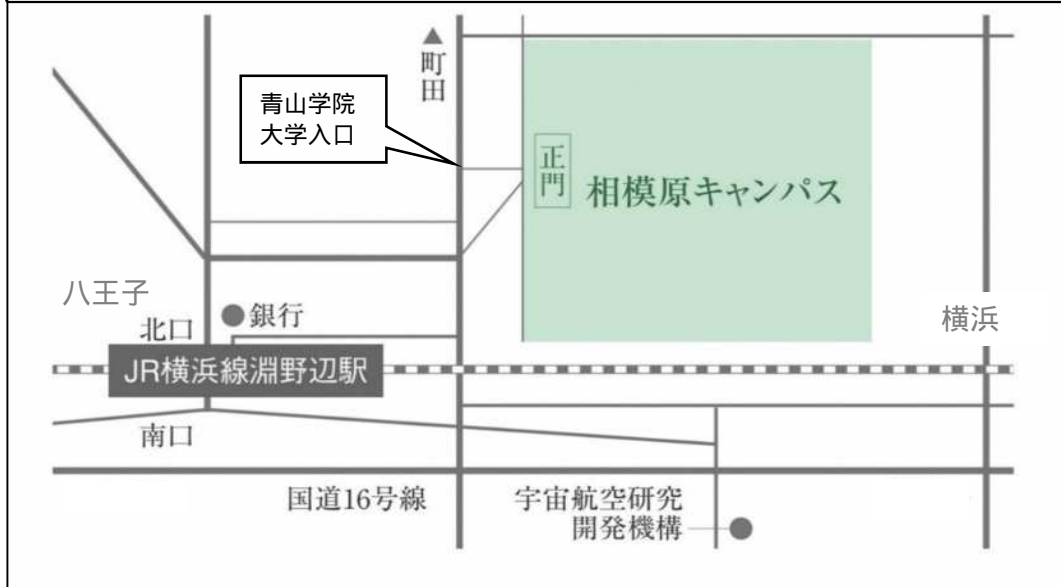 ▲
町
田
青山学院
大学入口
正
門
相模原キャンパス
八王子
北口
銀行
横浜
JR横浜線淵野辺駅
南口
国道16号線
宇宙航空研究
開発機構